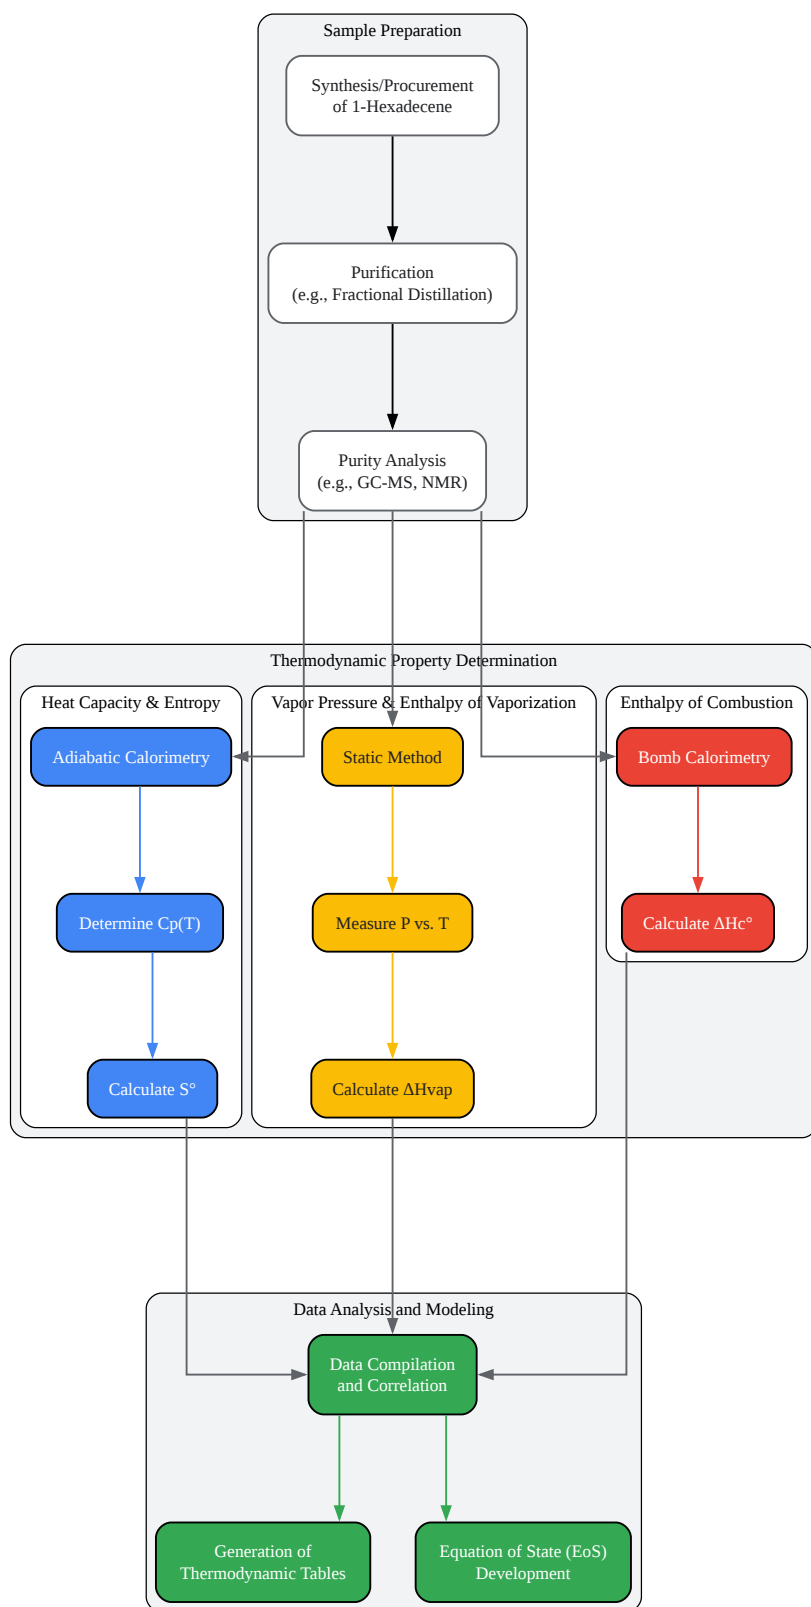 Sample Preparation
Synthesis/Procurement
of 1-Hexadecene
Purification
(e.g., Fractional Distillation)
Purity Analysis
(e.g., GC-MS, NMR)
Thermodynamic Property Determination
Heat Capacity & Entropy
Vapor Pressure & Enthalpy of Vaporization
Enthalpy of Combustion
Adiabatic Calorimetry
Static Method
Bomb Calorimetry
Determine Cp(T)
Measure P vs. T
Calculate ΔHc°
Calculate S°
Calculate ΔHvap
Data Analysis and Modeling
Data Compilation
and Correlation
Generation of
Thermodynamic Tables
Equation of State (EoS)
Development